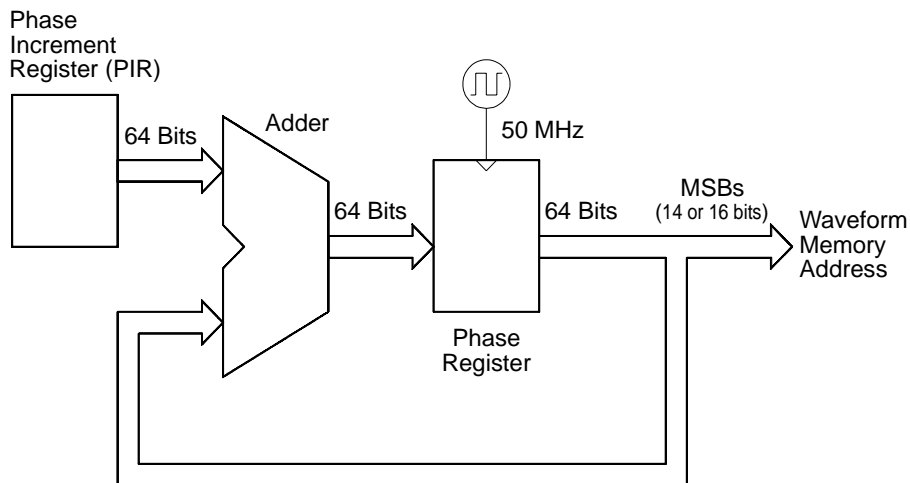 Phase
Increment
Register (PIR)
64 Bits
Adder
64 Bits
50 MHz
Phase
Register
64 Bits
MSBs
(14 or 16 bits)
Waveform
Memory
Address